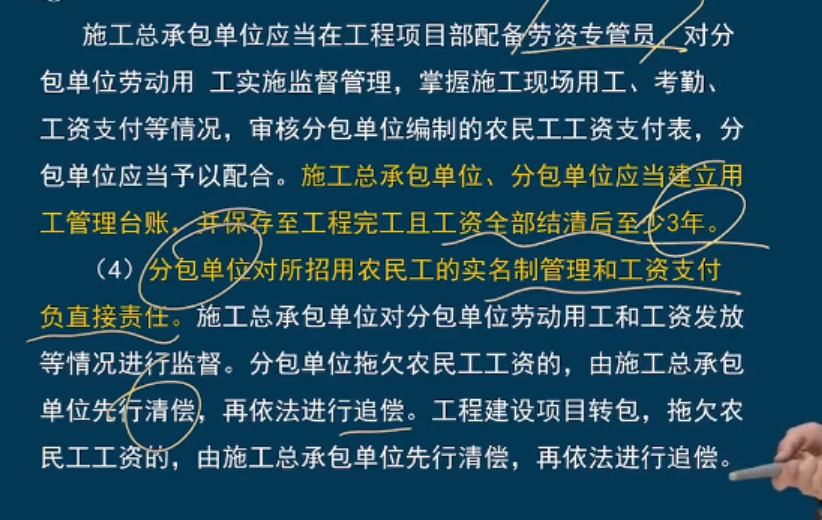 施工总承包单位应当在工程项目部配备劳资专管员，对分
包单位劳动用 工实施监督管理，掌握施工现场用工、考勤、
工资支付等情况，审核分包单位编制的农民工工资支付表，分
包单位应当予以配合。施工总承包单位、分包单位应当建立用
工管理台账，并保存至工程完工且工资全部结清后至少3年。
（4）分包单位对所招用农民工的实名制管理和工资支付
负直接责任。施工总承包单位对分包单位劳动用工和工资发放
等情况进行监督。分包单位拖欠农民工工资的，由施工总承包
单位先行清偿，再依法进行追偿。工程建设项目转包，拖欠农
民工工资的，由施工总承包单位先行清偿，再依法进行追偿。